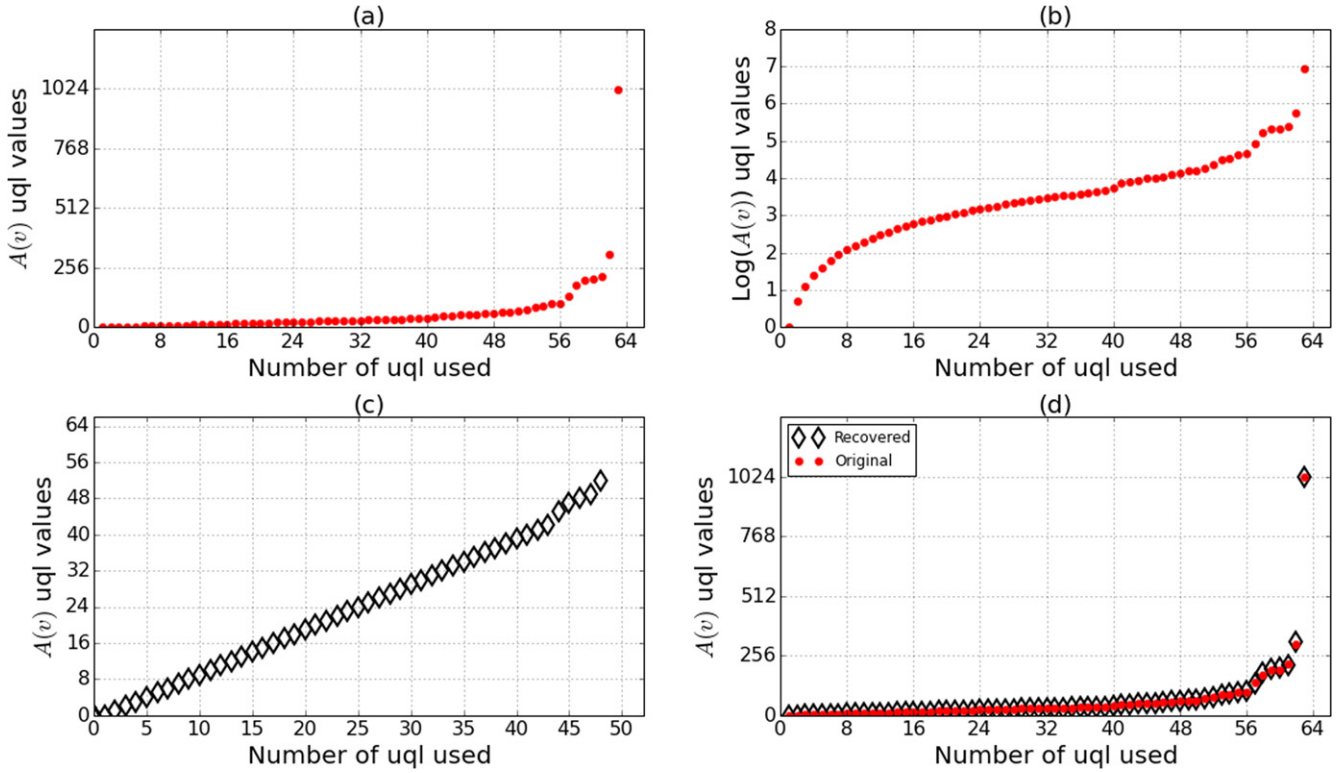 (a)
A(v) uql values
1024
768
512
256
0
0 8 16 24 32 40 48 56 64
Number of uql used
(b)
Log(A(v)) uql values
8
7
6
5
4
3
2
1
0
0 8 16 24 32 40 48 56 64
Number of uql used
(c)
A(v) uql values
64
56
48
40
32
24
16
8
0
0 5 10 15 20 25 30 35 40 45 50
Number of uql used
(d)
A(v) uql values
Recovered
Original
1024
768
512
256
0
0 8 16 24 32 40 48 56 64
Number of uql used